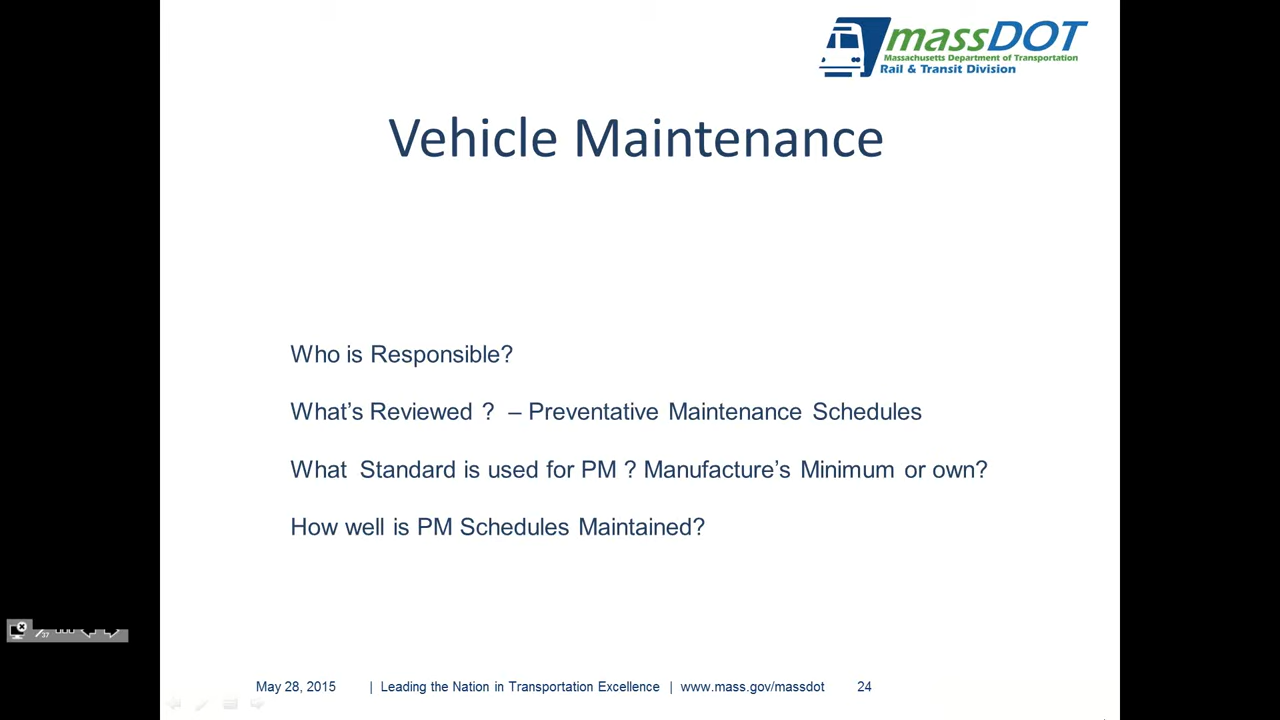 massDOT
Massachusetts Department of Transportation
Rail & Transit Division
Vehicle Maintenance
Who is Responsible?
What's Reviewed ? – Preventative Maintenance Schedules
What Standard is used for PM ? Manufacture's Minimum or own?
How well is PM Schedules Maintained?
May 28, 2015 | Leading the Nation in Transportation Excellence | www.mass.gov/massdot 24